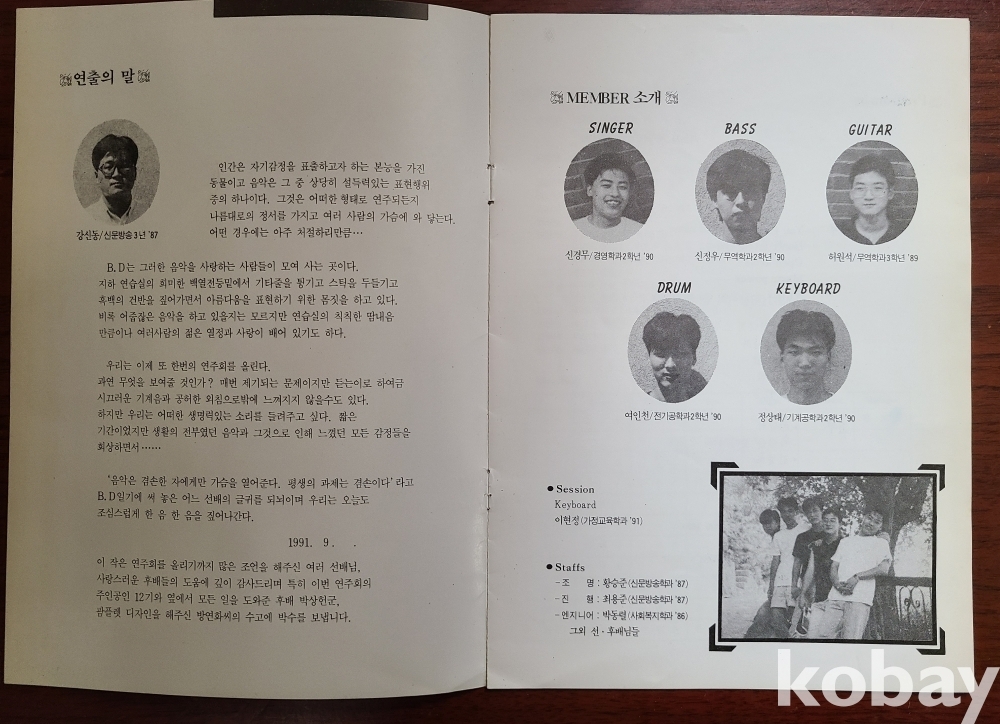 연출의 말
강신동/신문방송3년 '87
인간은 자기감정을 표출하고자 하는 본능을 가진
동물이고 음악은 그 중 상당히 설득력있는 표현행위
중의 하나이다. 그것은 어떠한 형태로 연주되든지
나름대로의 정서를 가지고 여러 사람의 가슴에 와 닿는다.
어떤 경우에는 아주 처절하리만큼…
B.D는 그러한 음악을 사랑하는 사람들이 모여 사는 곳이다.
지하 연습실의 희미한 백열전등밑에서 기타줄을 튕기고 스틱을 두들기고
흑백의 건반을 짚어가면서 아름다움을 표현하기 위한 몸짓을 하고 있다.
비록 어줍잖은 음악을 하고 있을지는 모르지만 연습실의 칙칙한 땀내음
만큼이나 여러사람의 젊은 열정과 사랑이 배어 있기도 하다.
우리는 이제 또 한번의 연주회를 올린다.
과연 무엇을 보여줄 것인가? 매번 제기되는 문제이지만 듣는이로 하여금
시끄러운 기계음과 공허한 외침으로밖에 느껴지지 않을수도 있다.
하지만 우리는 어떠한 생명력있는 소리를 들려주고 싶다. 짧은
기간이었지만 생활의 전부였던 음악과 그것으로 인해 느꼈던 모든 감정들을
회상하면서……
'음악은 겸손한 자에게만 가슴을 열어준다. 평생의 과제는 겸손이다'라고
B.D일기에 써 놓은 어느 선배의 글귀를 되뇌이며 우리는 오늘도
조심스럽게 한 음 한 음을 짚어나간다.
1991. 9. .
이 작은 연주회를 올리기까지 많은 조언을 해주신 여러 선배님,
사랑스러운 후배들의 도움에 깊이 감사드리며 특히 이번 연주회의
주인공인 12기와 옆에서 모든 일을 도와준 후배 박상헌군,
팜플렛 디자인을 해주신 방연화씨의 수고에 박수를 보냅니다.
MEMBER 소개
SINGER BASS GUITAR
신경무/경영학과2학년 '90 신정우/무역학과2학년 '90 허원석/무역학과3학년 '89
DRUM KEYBOARD
여인천/전기공학과2학년 '90 정상태/기계공학과2학년 '90
● Session
Keyboard
이현정(가정교육학과 '91)
● Staffs
-조 명 : 황승준(신문방송학과 '87)
-진 행 : 최용준(신문방송학과 '87)
-엔지니어 : 박동렬(사회복지학과 '86)
그외 선·후배님들
kobay